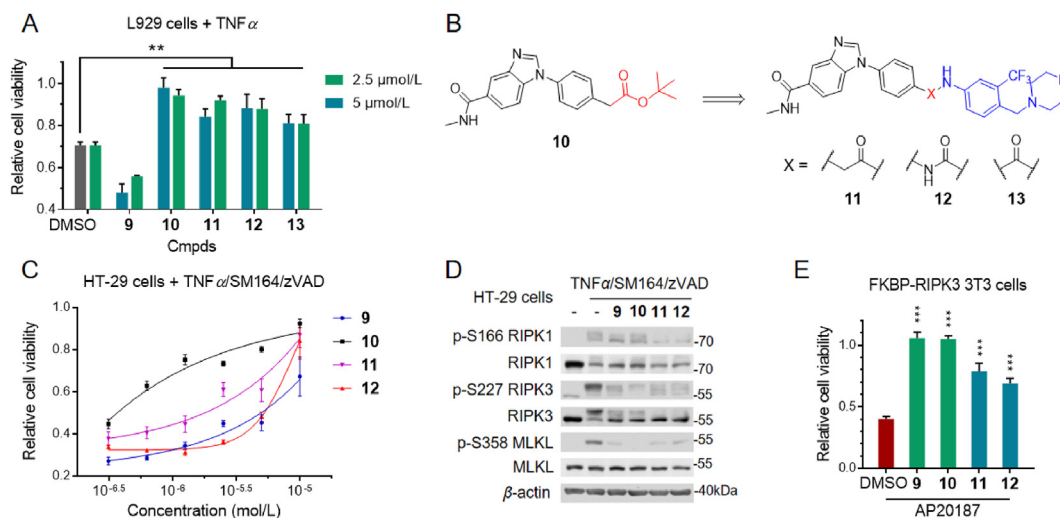 A
L929 cells + TNFα
**
2.5 μmol/L
5 μmol/L
Relative cell viability
1.0
0.8
0.6
0.4
DMSO 9 10 11 12 13
Cmpds
B
N
N
O
HN
O
O
10
N
N
O
HN
X
H
N
CF3
N
N
X =
O
N
H
O
O
11 12 13
C
HT-29 cells + TNFα/SM164/zVAD
Relative cell viability
1.0
0.8
0.6
0.4
0.2
10-6.5 10-6 10-5.5 10-5
Concentration (mol/L)
9
10
11
12
D
TNFα/SM164/zVAD
HT-29 cells
- - 9 10 11 12
p-S166 RIPK1 -70
RIPK1 -70
p-S227 RIPK3 -55
RIPK3 -55
p-S358 MLKL -55
MLKL -55
β-actin -40kDa
E
FKBP-RIPK3 3T3 cells
Relative cell viability
1.0
0.5
0.0
*** *** *** ***
DMSO 9 10 11 12
AP20187